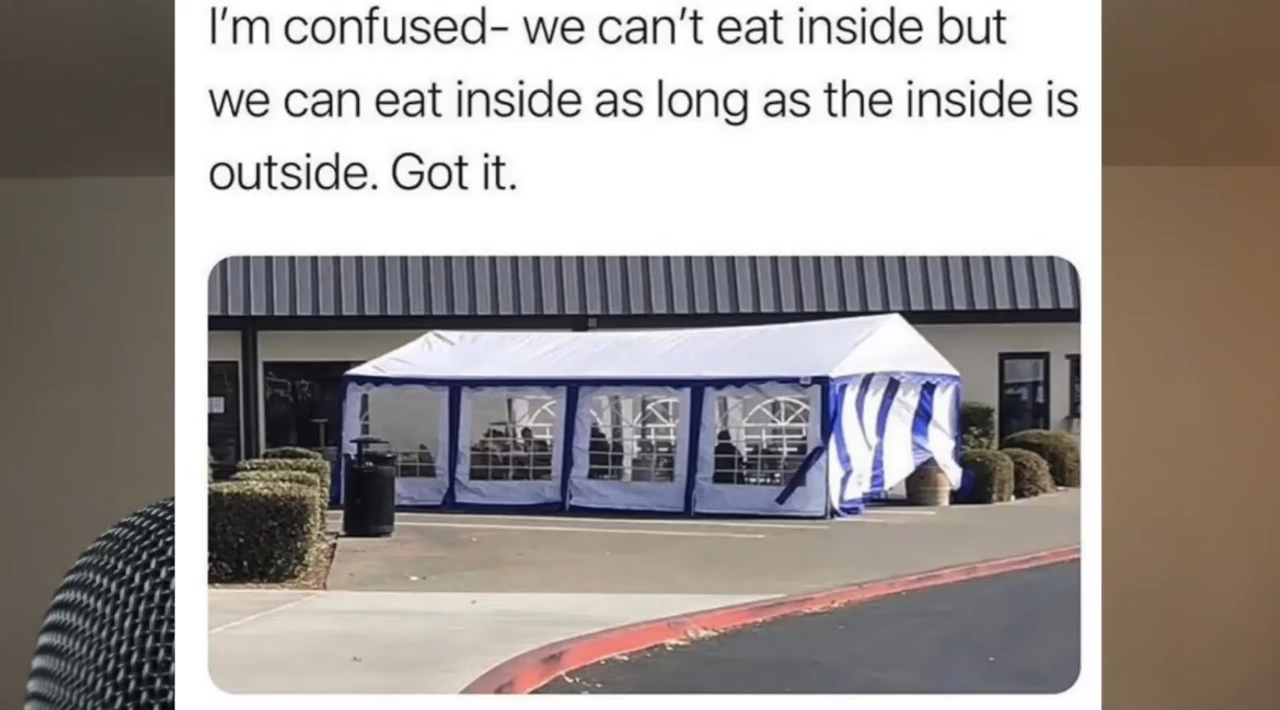 I'm confused- we can't eat inside but
we can eat inside as long as the inside is
outside. Got it.